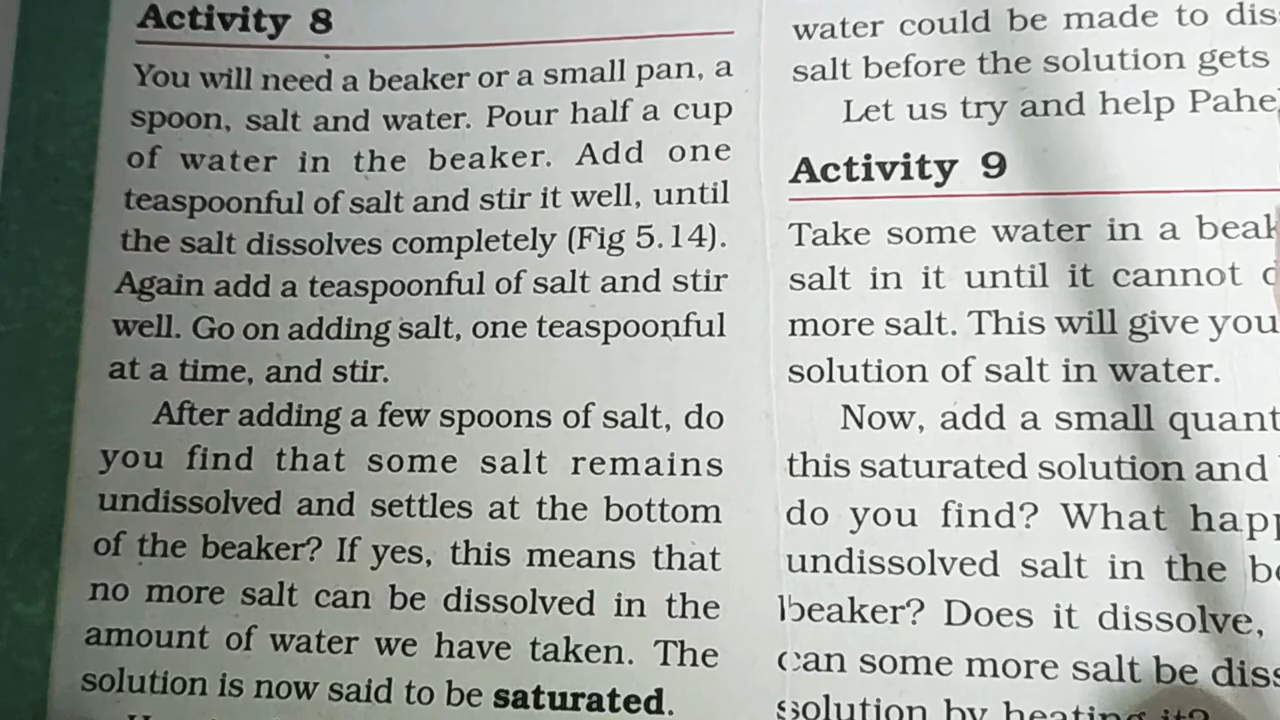 Activity 8
You will need a beaker or a small pan, a
spoon, salt and water. Pour half a cup
of water in the beaker. Add one
teaspoonful of salt and stir it well, until
the salt dissolves completely (Fig 5.14).
Again add a teaspoonful of salt and stir
well. Go on adding salt, one teaspoonful
at a time, and stir.
After adding a few spoons of salt, do
you find that some salt remains
undissolved and settles at the bottom
of the beaker? If yes, this means that
no more salt can be dissolved in the
amount of water we have taken. The
solution is now said to be saturated.
water could be made to
salt before the solution gets
Let us try and help
Activity 9
Take some water in a
salt in it until it cannot
more salt. This will give you
solution of salt in water.
Now, add a small
this saturated solution and
do you find? What
undissolved salt in the
beaker? Does it dissolve,
can some more salt be
solution by heating it?